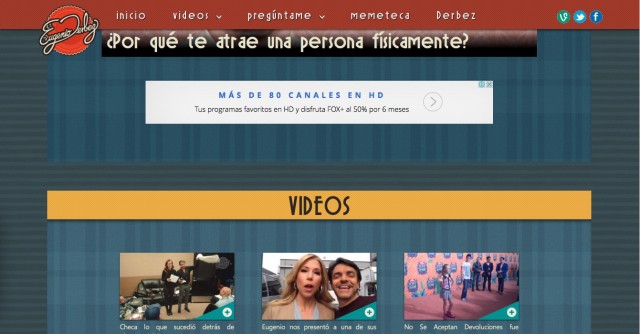 Eugenio Derbez
inicio videos pregúntame memeteca Derbez
¿Por qué te atrae una persona físicamente?
MÁS DE 80 CANALES EN HD
Tus programas favoritos en HD y disfruta FOX+ al 50% por 6 meses
VIDEOS
Checa lo que sucedió detrás de
Eugenio nos presentó a una de sus
No Se Aceptan Devoluciones fue